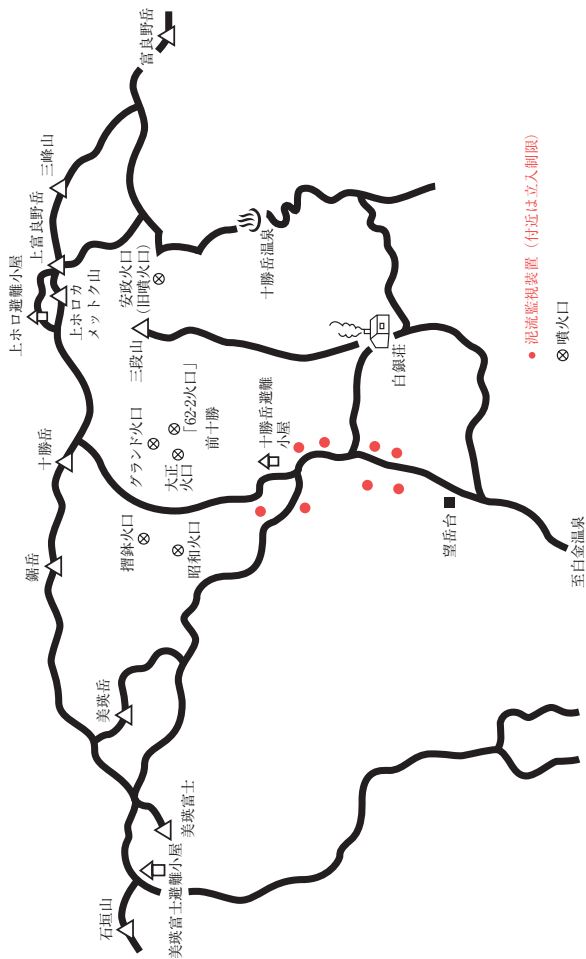 石垣山
美瑛富士避難小屋
美瑛富士
美瑛岳
鋸岳
十勝岳
摺鉢火口
昭和火口
グランド火口
大正
火口
「62-2火口」
前十勝
十勝岳避難
小屋
上ホロ避難小屋
上富良野岳
上ホロカ
メットク山
三峰山
富良野岳
安政火口
(旧噴火口)
三段山
十勝岳温泉
白銀荘
望岳台
至白金温泉
泥流監視装置(付近は立入制限)
噴火口